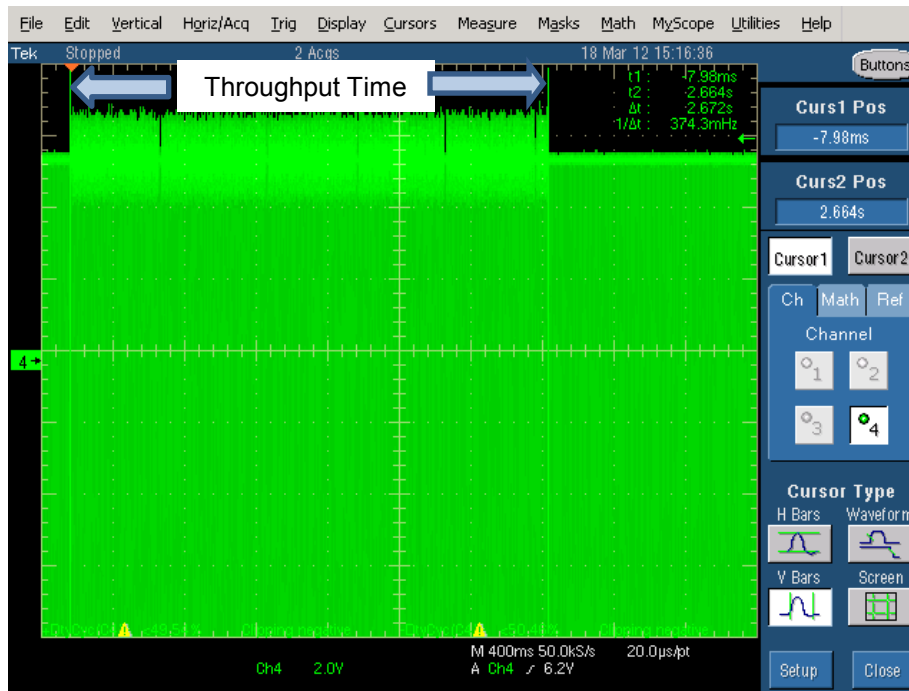 File Edit Vertical Horiz/Acq Trig Display Cursors Measure Masks Math MyScope Utilities Help
Tek Stopped 2 Acqs 18 Mar 12 15:16:36
Buttons
Throughput Time
t1 : -7.98ms
t2 : 2.664s
Δt : 2.672s
1/Δt : 374.3mHz
Curs1 Pos
-7.98ms
Curs2 Pos
2.664s
Cursor1 Cursor2
Ch Math Ref
Channel
1 2
3 4
4
Cursor Type
H Bars Waveform
V Bars Screen
Clipping negative
M 400ms 50.0kS/s 20.0µs/pt
Ch4 2.0V A Ch4 6.2V
Setup Close